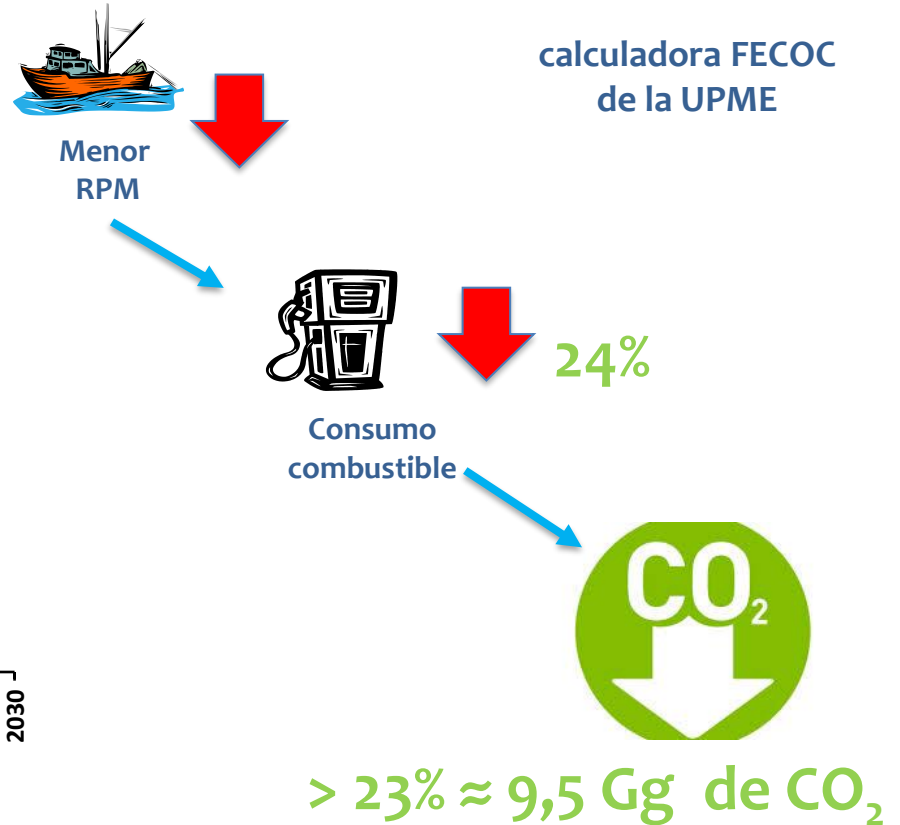 calculadora FECOC
de la UPME
Menor
RPM
24%
Consumo
combustible
CO₂
2030
> 23% ≈ 9,5 Gg de CO₂